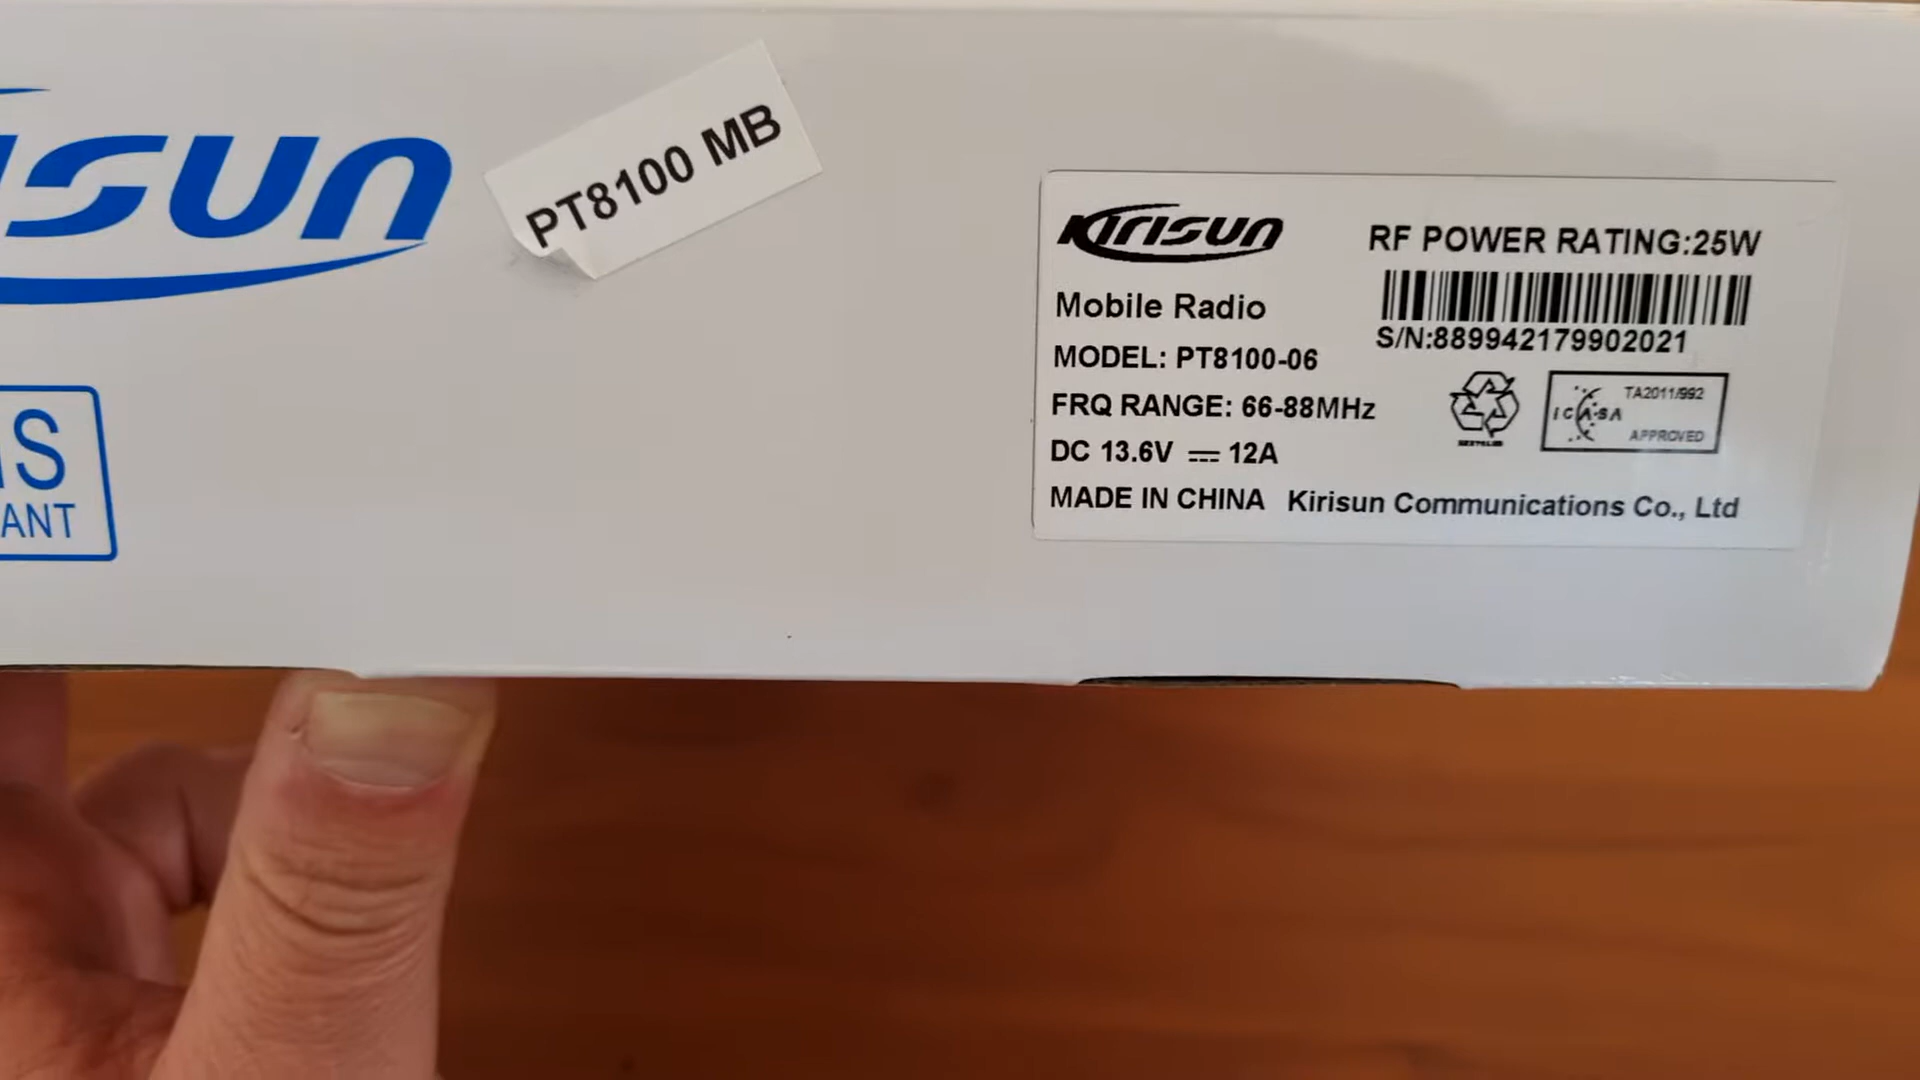 PT8100 MB
KIRISUN
RF POWER RATING:25W
Mobile Radio
S/N:889942179902021
MODEL: PT8100-06
FRQ RANGE: 66-88MHz
TA2011/992
ICASA
APPROVED
DC 13.6V 12A
MADE IN CHINA Kirisun Communications Co., Ltd
isun
S
ANT